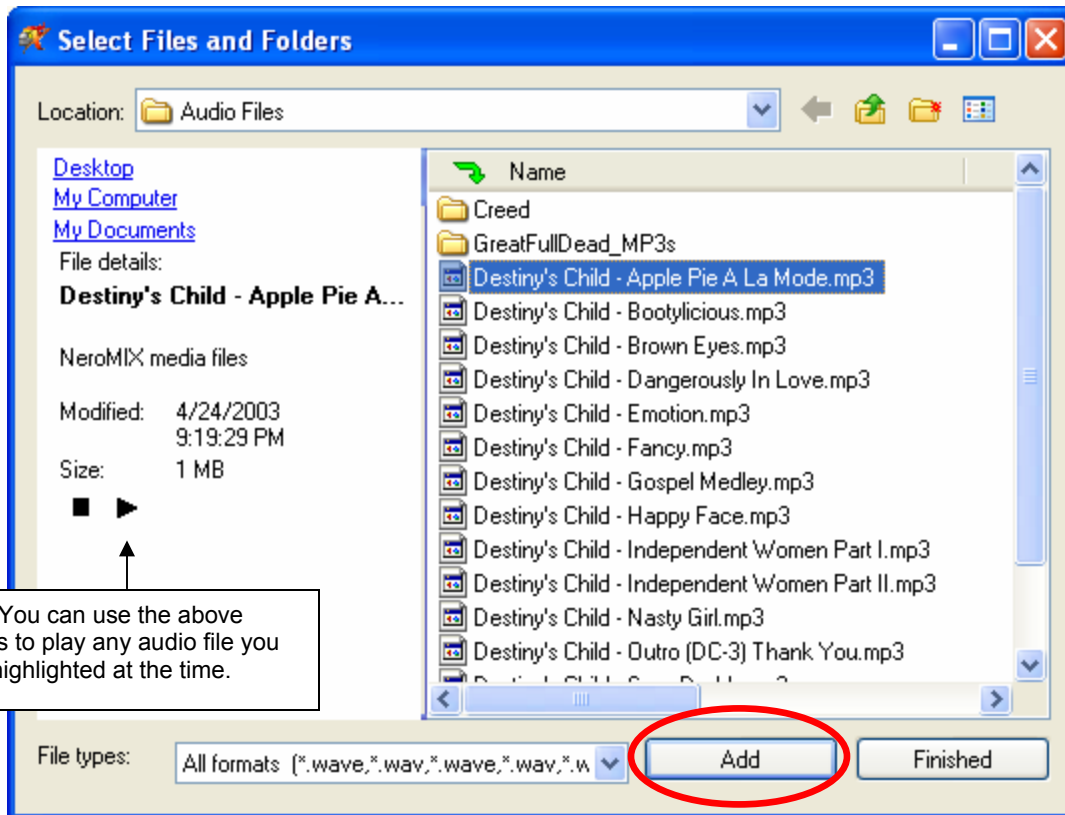 Select Files and Folders
Location: Audio Files
Desktop
My Computer
My Documents
File details:
Destiny's Child - Apple Pie A...
NeroMIX media files
Modified: 4/24/2003
9:19:29 PM
Size: 1 MB
You can use the above
s to play any audio file you
highlighted at the time.
Name
Creed
GreatFullDead_MP3s
Destiny's Child - Apple Pie A La Mode.mp3
Destiny's Child - Bootylicious.mp3
Destiny's Child - Brown Eyes.mp3
Destiny's Child - Dangerously In Love.mp3
Destiny's Child - Emotion.mp3
Destiny's Child - Fancy.mp3
Destiny's Child - Gospel Medley.mp3
Destiny's Child - Happy Face.mp3
Destiny's Child - Independent Women Part I.mp3
Destiny's Child - Independent Women Part II.mp3
Destiny's Child - Nasty Girl.mp3
Destiny's Child - Outro (DC-3) Thank You.mp3
File types: All formats (*.wave,*.wav,*.wave,*.wav,*.w
Add
Finished